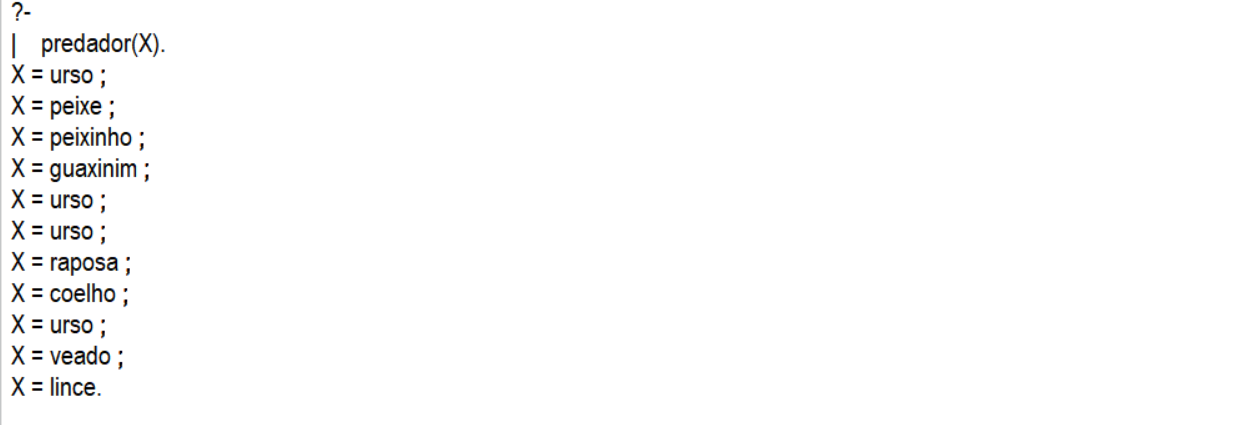 ?-
|    predador(X).
X = urso ;
X = peixe ;
X = peixinho ;
X = guaxinim ;
X = urso ;
X = urso ;
X = raposa ;
X = coelho ;
X = urso ;
X = veado ;
X = lince.